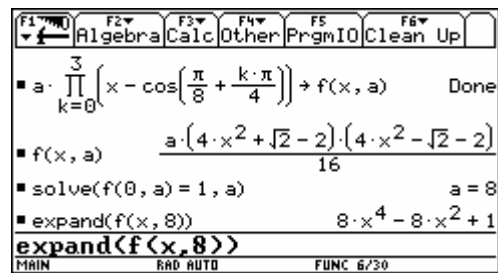 F1 F2 F3 F4 F5 F6
Algebra Calc Other PrgmIO Clean Up
▪ a·∏(k=0, 3)(x − cos(π/8 + k·π/4)) → f(x, a) Done
▪ f(x, a) a·(4·x² + √2 − 2)·(4·x² − √2 − 2)/16
▪ solve(f(0, a) = 1, a) a = 8
▪ expand(f(x, 8)) 8·x⁴ − 8·x² + 1
expand(f(x,8))
MAIN RAD AUTO FUNC 6/30